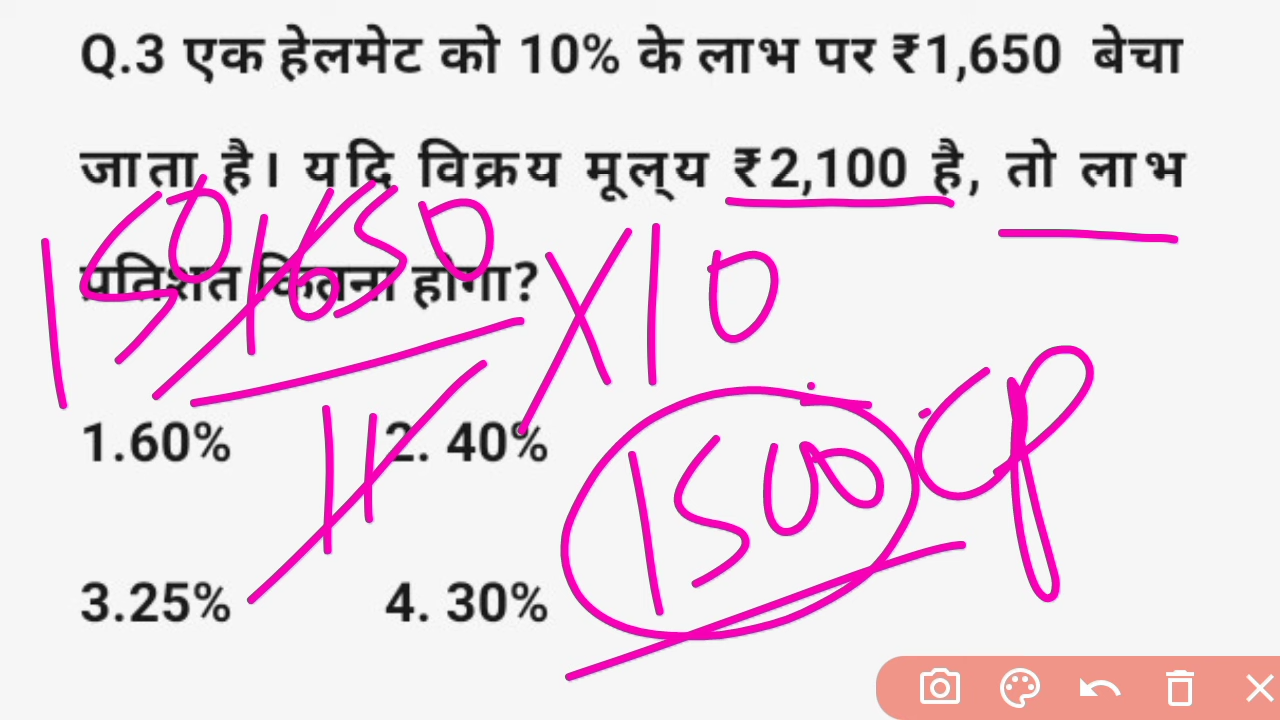 Q.3 एक हेलमेट को 10% के लाभ पर ₹1,650 बेचा
जाता है। यदि विक्रय मूल्य ₹2,100 है, तो लाभ
प्रतिशत कितना होगा?
150 1650 × 10
11
1500 CP
1.60% 2. 40%
3.25% 4. 30%